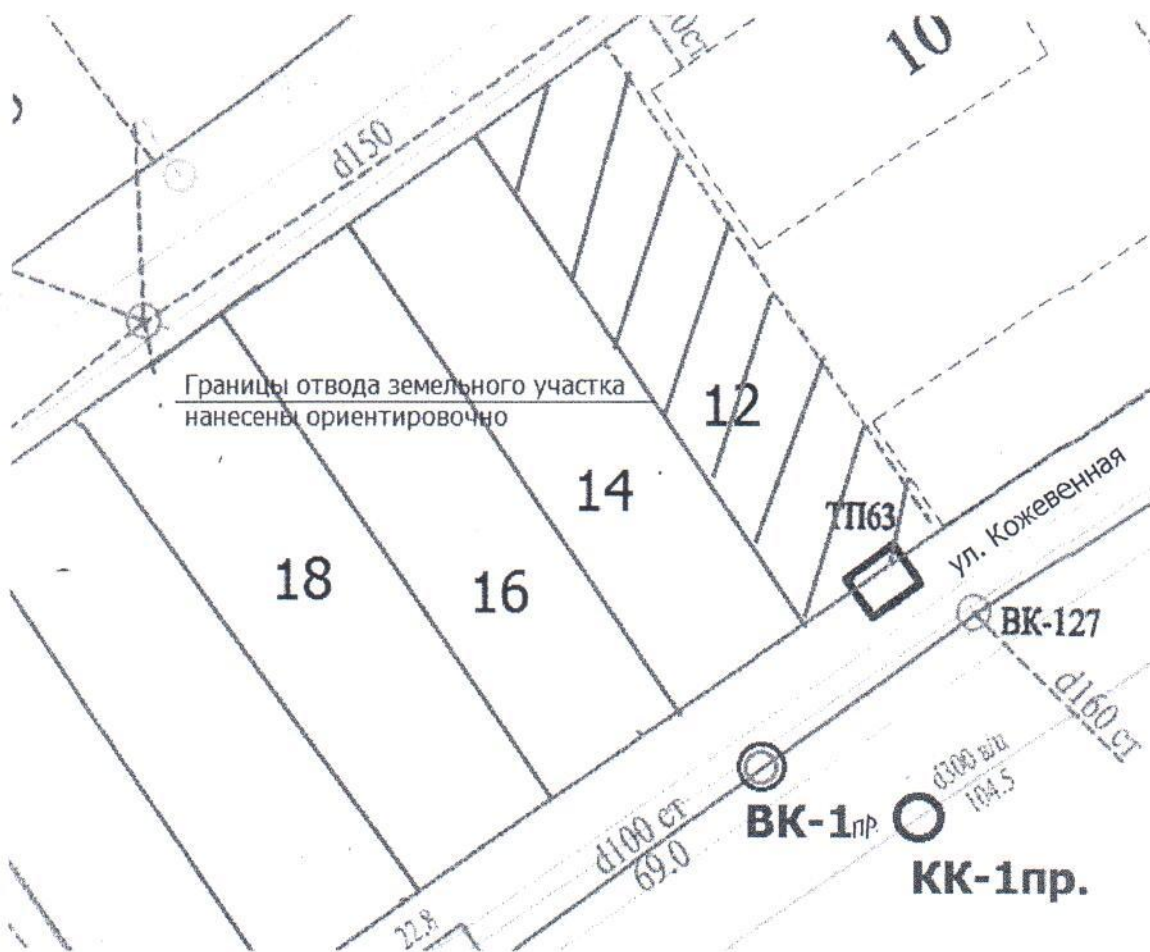 10
d150
Границы отвода земельного участка
нанесены ориентировочно
12
14
ТП63
ул. Кожевенная
18
16
ВК-127
d160 ст
d300 в/ц
104.5
ВК-1пр
d100 ст
69.0
КК-1пр.
22.8